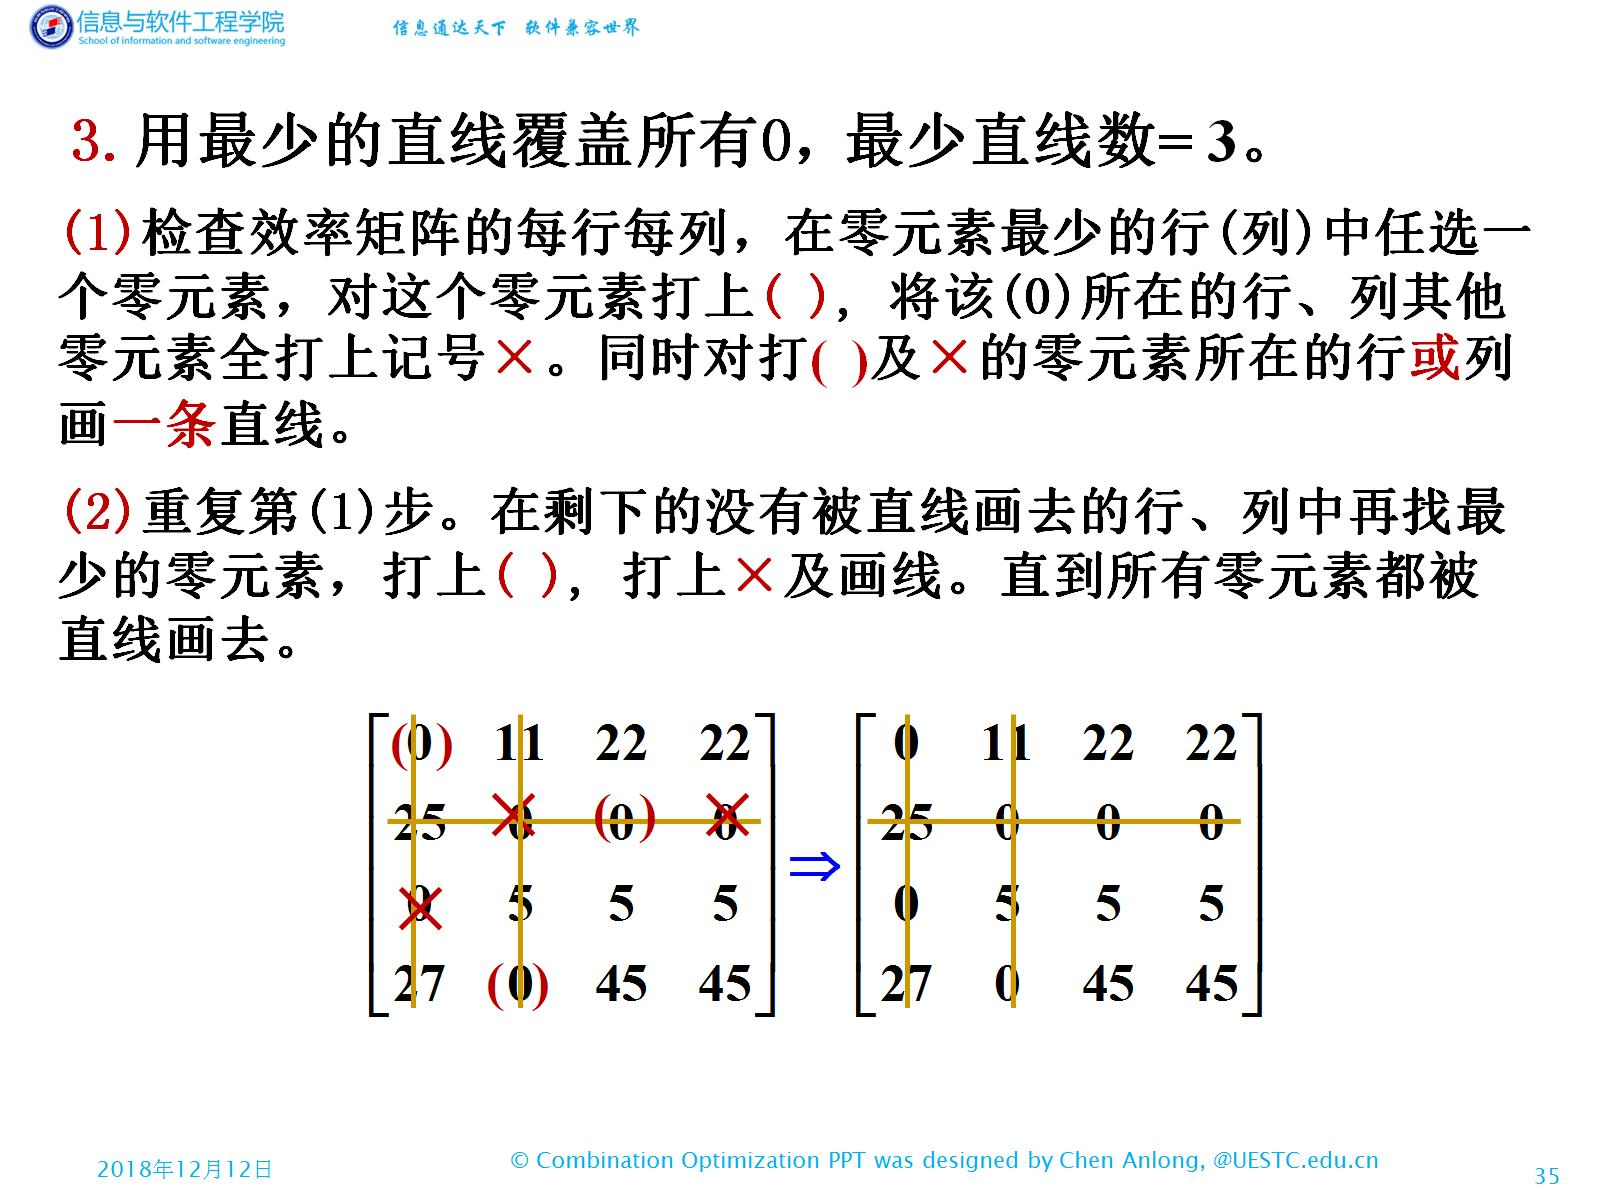 信息与软件工程学院
School of information and software engineering
信息通达天下 软件兼容世界
3. 用最少的直线覆盖所有0，最少直线数= 3。
(1)检查效率矩阵的每行每列，在零元素最少的行(列)中任选一
个零元素，对这个零元素打上( )，将该(0)所在的行、列其他
零元素全打上记号×。同时对打( )及×的零元素所在的行或列
画一条直线。
(2)重复第(1)步。在剩下的没有被直线画去的行、列中再找最
少的零元素，打上( )，打上×及画线。直到所有零元素都被
直线画去。
(0) 11 22 22 0 11 22 22
25 0 (0) 0 25 0 0 0
⇒
0 5 5 5 0 5 5 5
27 (0) 45 45 27 0 45 45
2018年12月12日
© Combination Optimization PPT was designed by Chen Anlong, @UESTC.edu.cn
35